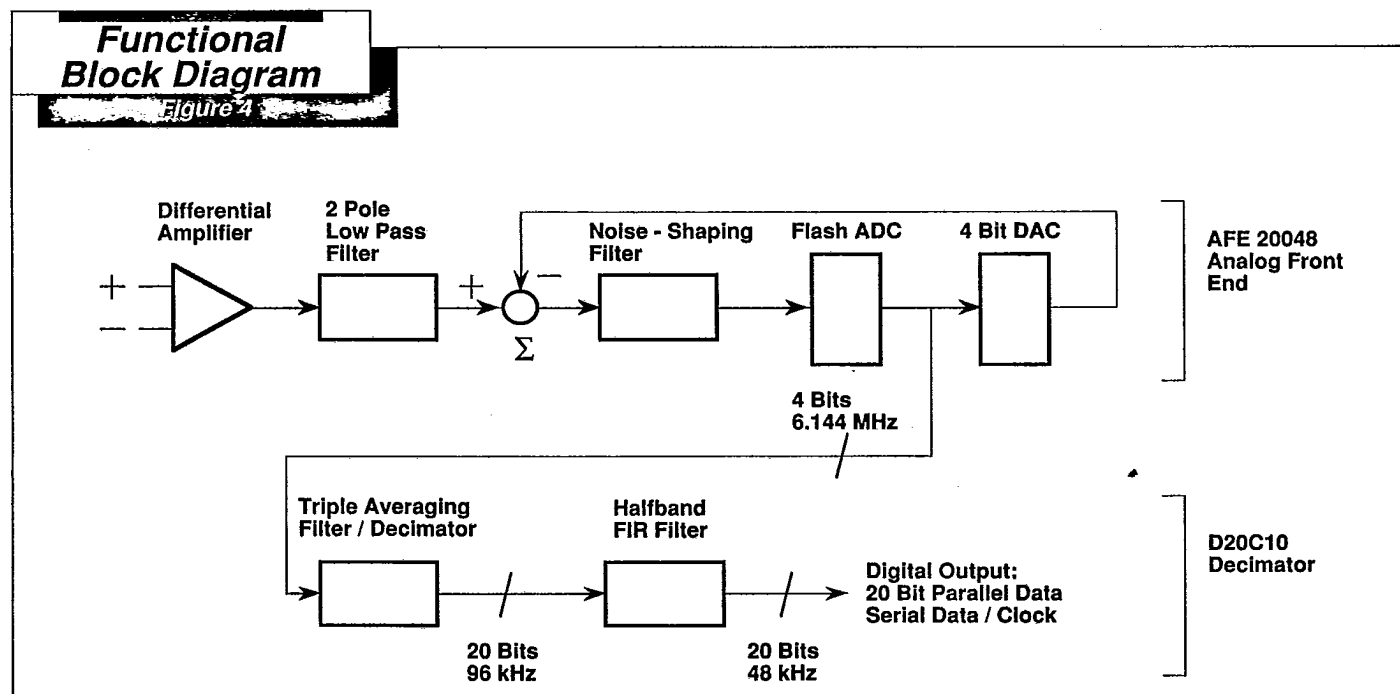 Functional
Block Diagram
Figure 4
Differential
Amplifier
2 Pole
Low Pass
Filter
Noise - Shaping
Filter
Flash ADC
4 Bit DAC
AFE 20048
Analog Front
End
+
−
+
−
Σ
4 Bits
6.144 MHz
Triple Averaging
Filter / Decimator
Halfband
FIR Filter
D20C10
Decimator
Digital Output:
20 Bit Parallel Data
Serial Data / Clock
20 Bits
96 kHz
20 Bits
48 kHz